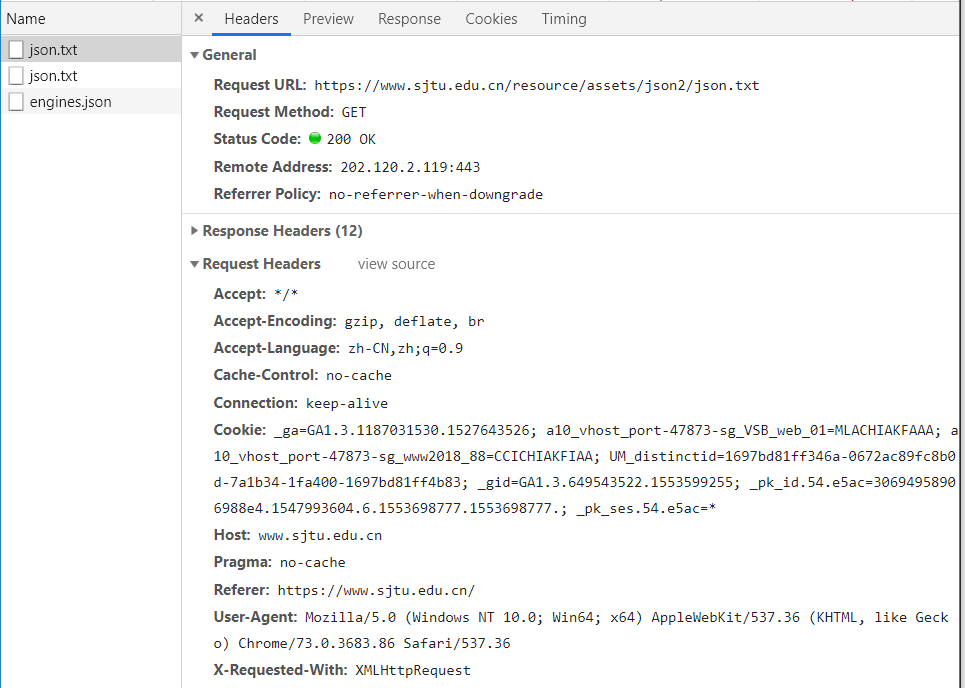 Name
× Headers Preview Response Cookies Timing
json.txt
json.txt
engines.json
General
Request URL: https://www.sjtu.edu.cn/resource/assets/json2/json.txt
Request Method: GET
Status Code: 200 OK
Remote Address: 202.120.2.119:443
Referrer Policy: no-referrer-when-downgrade
Response Headers (12)
Request Headers view source
Accept: */*
Accept-Encoding: gzip, deflate, br
Accept-Language: zh-CN,zh;q=0.9
Cache-Control: no-cache
Connection: keep-alive
Cookie: _ga=GA1.3.1187031530.1527643526; a10_vhost_port-47873-sg_VSB_web_01=MLACHIAKFAAA; a
10_vhost_port-47873-sg_www2018_88=CCICHIAKFIAA; UM_distinctid=1697bd81ff346a-0672ac89fc8b0
d-7a1b34-1fa400-1697bd81ff4b83; _gid=GA1.3.649543522.1553599255; _pk_id.54.e5ac=3069495890
6988e4.1547993604.6.1553698777.1553698777.; _pk_ses.54.e5ac=*
Host: www.sjtu.edu.cn
Pragma: no-cache
Referer: https://www.sjtu.edu.cn/
User-Agent: Mozilla/5.0 (Windows NT 10.0; Win64; x64) AppleWebKit/537.36 (KHTML, like Geck
o) Chrome/73.0.3683.86 Safari/537.36
X-Requested-With: XMLHttpRequest